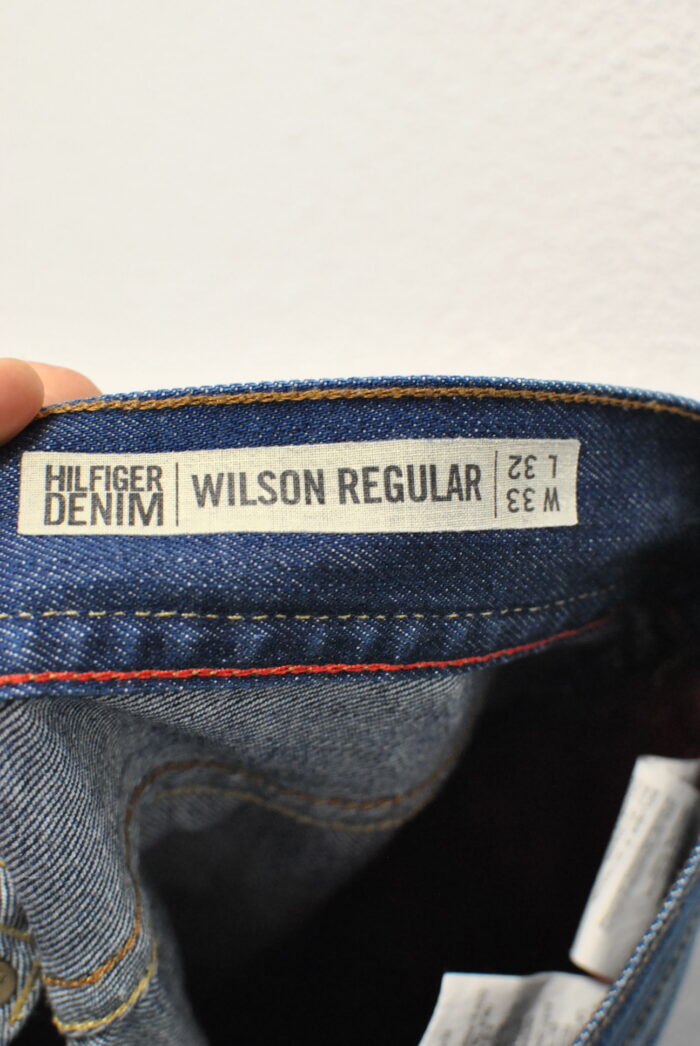 HILFIGER
DENIM
WILSON REGULAR
W 33
L 32